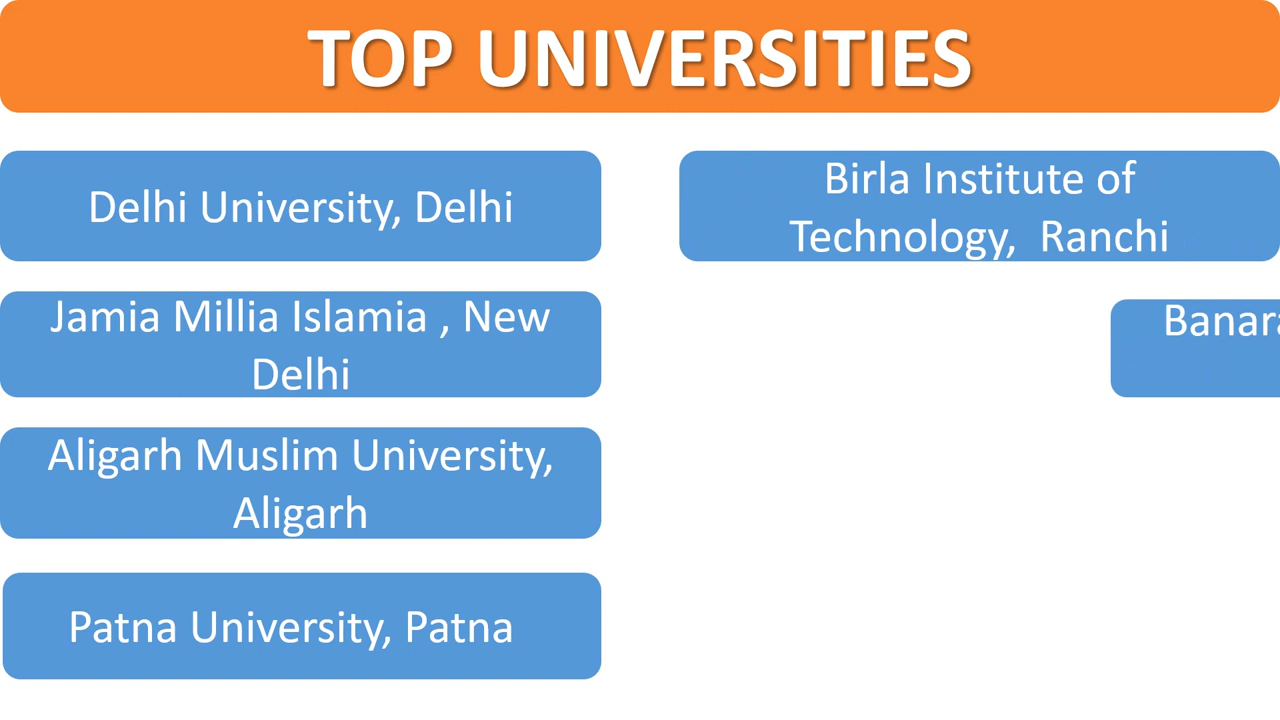 TOP UNIVERSITIES
Delhi University, Delhi
Jamia Millia Islamia , New
Delhi
Aligarh Muslim University,
Aligarh
Patna University, Patna
Birla Institute of
Technology,  Ranchi